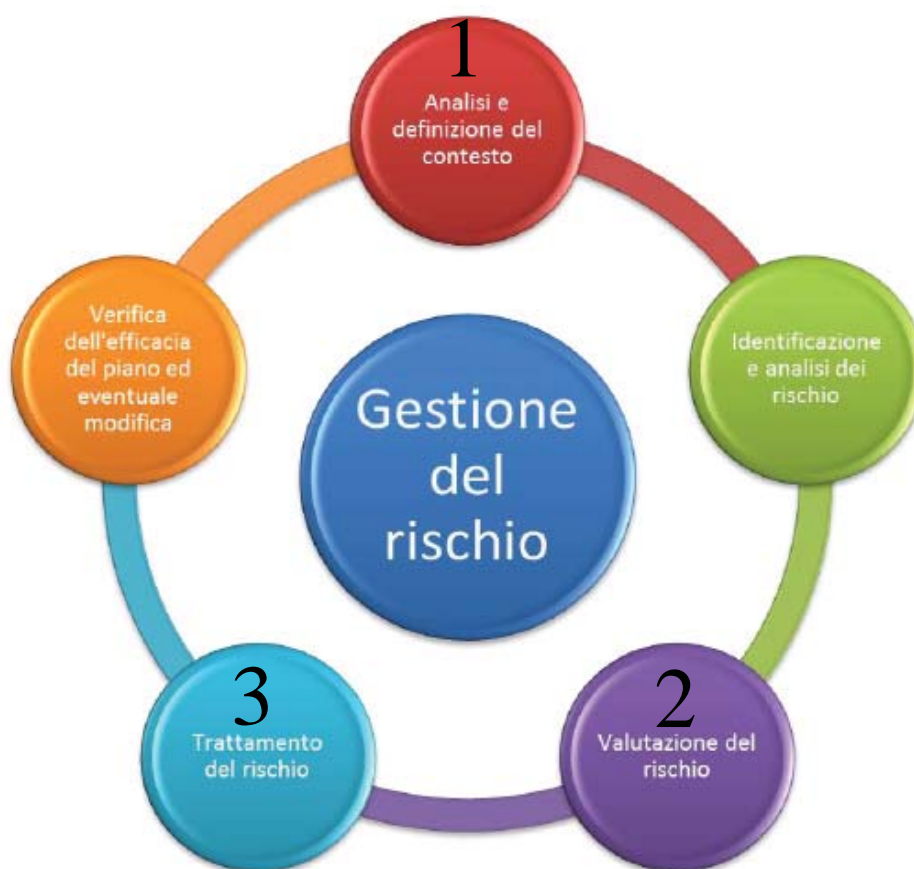 1
Analisi e
definizione del
contesto
Identificazione
e analisi dei
rischio
2
Valutazione del
rischio
3
Trattamento
del rischio
Verifica
dell'efficacia
del piano ed
eventuale
modifica
Gestione
del
rischio